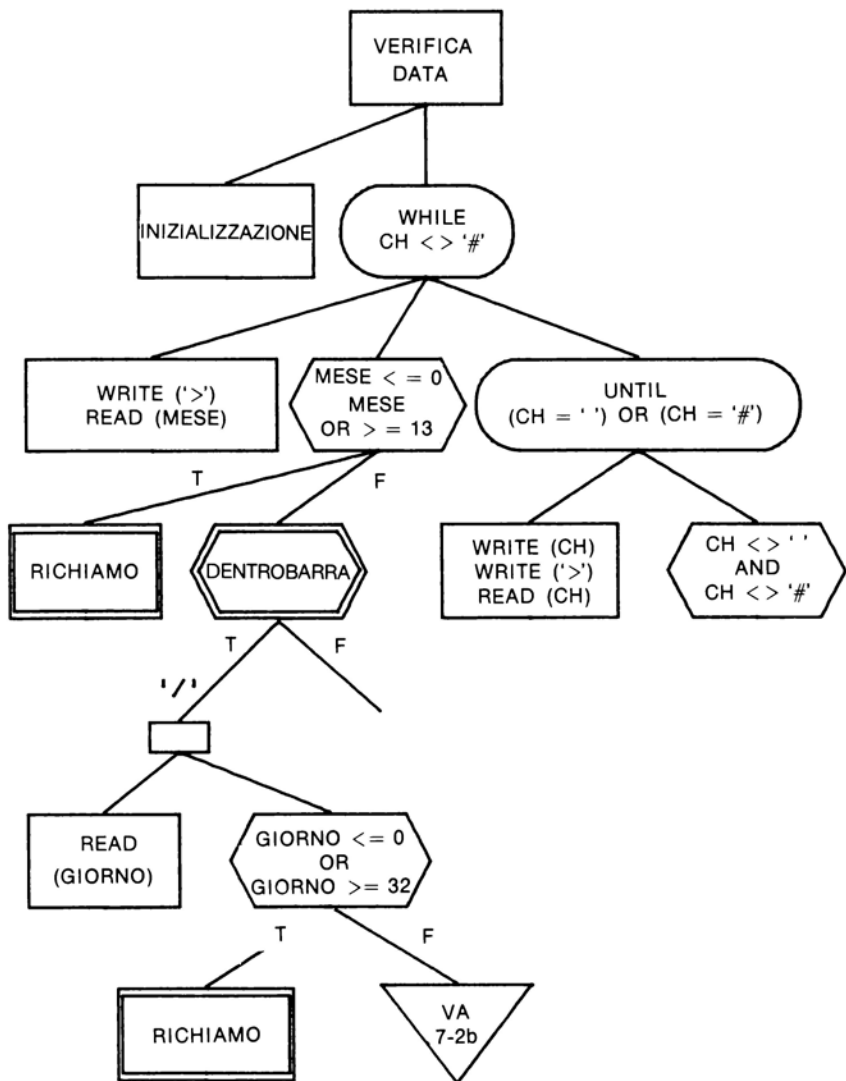 VERIFICA
DATA
INIZIALIZZAZIONE
WHILE
CH < > '#'
WRITE ('>')
READ (MESE)
MESE < = 0
MESE
OR > = 13
UNTIL
(CH = ' ') OR (CH = '#')
T
F
RICHIAMO
DENTROBARRA
WRITE (CH)
WRITE ('>')
READ (CH)
CH < > ' '
AND
CH < > '#'
T
F
'/'
READ
(GIORNO)
GIORNO < = 0
OR
GIORNO > = 32
T
F
RICHIAMO
VA
7-2b